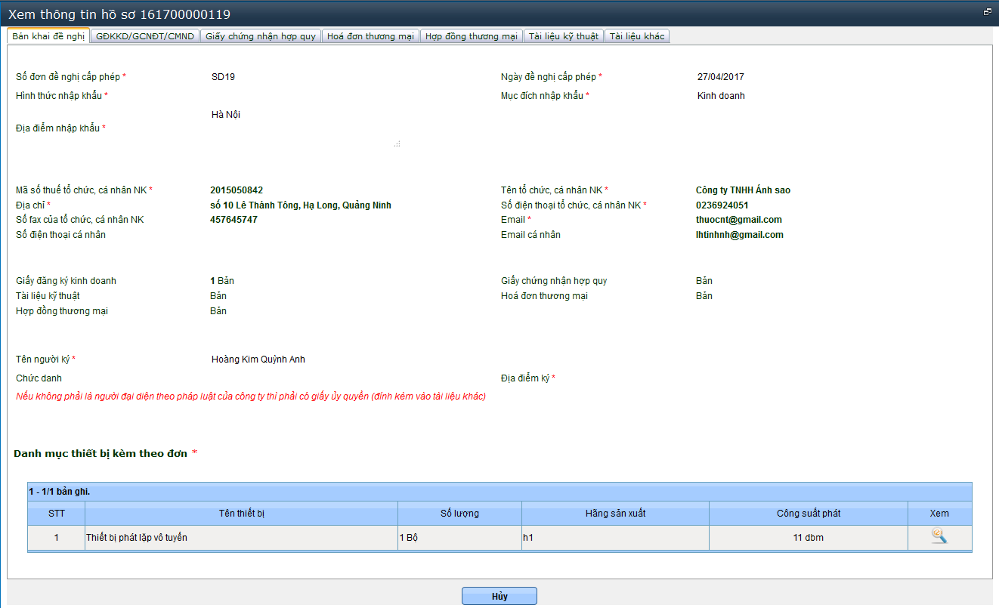 Xem thông tin hồ sơ 161700000119
Bản khai đề nghị GĐKKD/GCNĐT/CMND Giấy chứng nhận hợp quy Hoá đơn thương mại Hợp đồng thương mại Tài liệu kỹ thuật Tài liệu khác
Số đơn đề nghị cấp phép * SD19 Ngày đề nghị cấp phép * 27/04/2017
Hình thức nhập khẩu * Mục đích nhập khẩu * Kinh doanh
Hà Nội
Địa điểm nhập khẩu *
Mã số thuế tổ chức, cá nhân NK * 2015050842 Tên tổ chức, cá nhân NK * Công ty TNHH Ánh sao
Địa chỉ * số 10 Lê Thánh Tông, Hạ Long, Quảng Ninh Số điện thoại tổ chức, cá nhân NK * 0236924051
Số fax của tổ chức, cá nhân NK 457645747 Email * thuocnt@gmail.com
Số điện thoại cá nhân Email cá nhân lhtinhnh@gmail.com
Giấy đăng ký kinh doanh 1 Bản Giấy chứng nhận hợp quy Bản
Tài liệu kỹ thuật Bản Hoá đơn thương mại Bản
Hợp đồng thương mại Bản
Tên người ký * Hoàng Kim Quỳnh Anh
Chức danh Địa điểm ký *
Nếu không phải là người đại diện theo pháp luật của công ty thì phải có giấy ủy quyền (đính kèm vào tài liệu khác)
Danh mục thiết bị kèm theo đơn *
1 - 1/1 bản ghi.
STT Tên thiết bị Số lượng Hãng sản xuất Công suất phát Xem
1 Thiết bị phát lặp vô tuyến 1 Bộ h1 11 dbm
Hủy